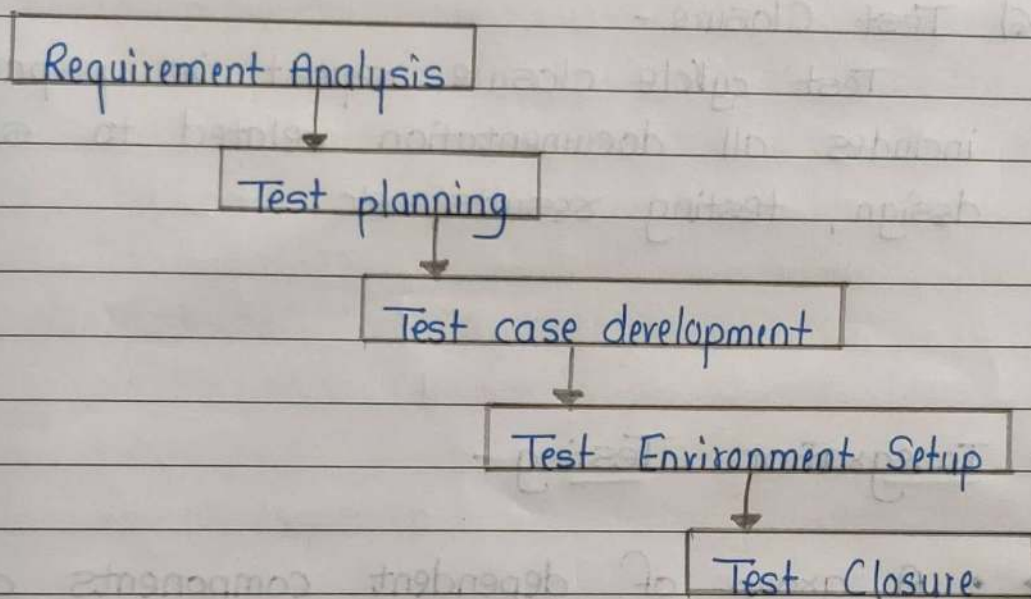 Requirement Analysis
Test planning
Test case development
Test Environment Setup
Test Closure.